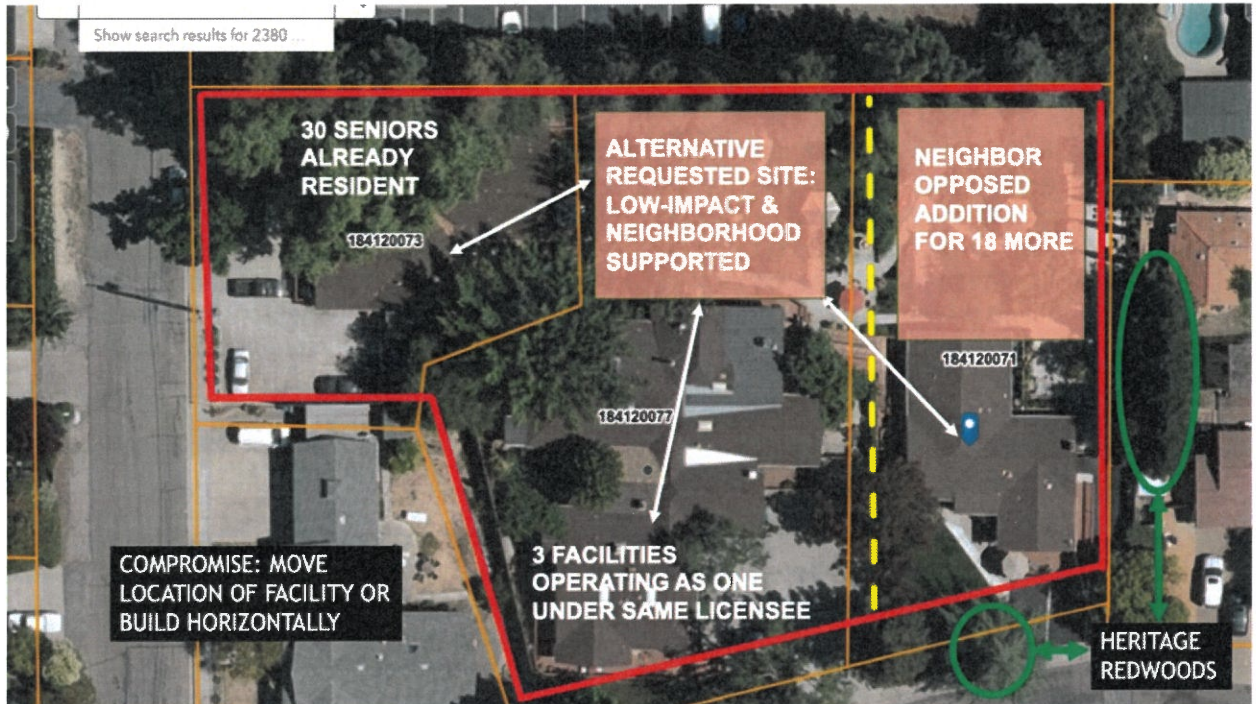 Show search results for 2380 ...
30 SENIORS
ALREADY
RESIDENT
184120073
ALTERNATIVE
REQUESTED SITE:
LOW-IMPACT &
NEIGHBORHOOD
SUPPORTED
NEIGHBOR
OPPOSED
ADDITION
FOR 18 MORE
184120071
184120077
3 FACILITIES
OPERATING AS ONE
UNDER SAME LICENSEE
COMPROMISE: MOVE
LOCATION OF FACILITY OR
BUILD HORIZONTALLY
HERITAGE
REDWOODS